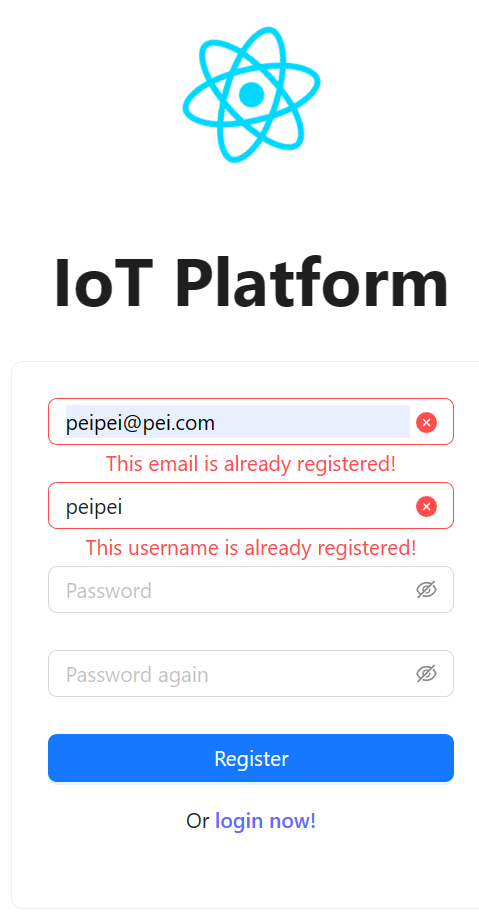 IoT Platform
peipei@pei.com
This email is already registered!
peipei
This username is already registered!
Password
Password again
Register
Or login now!